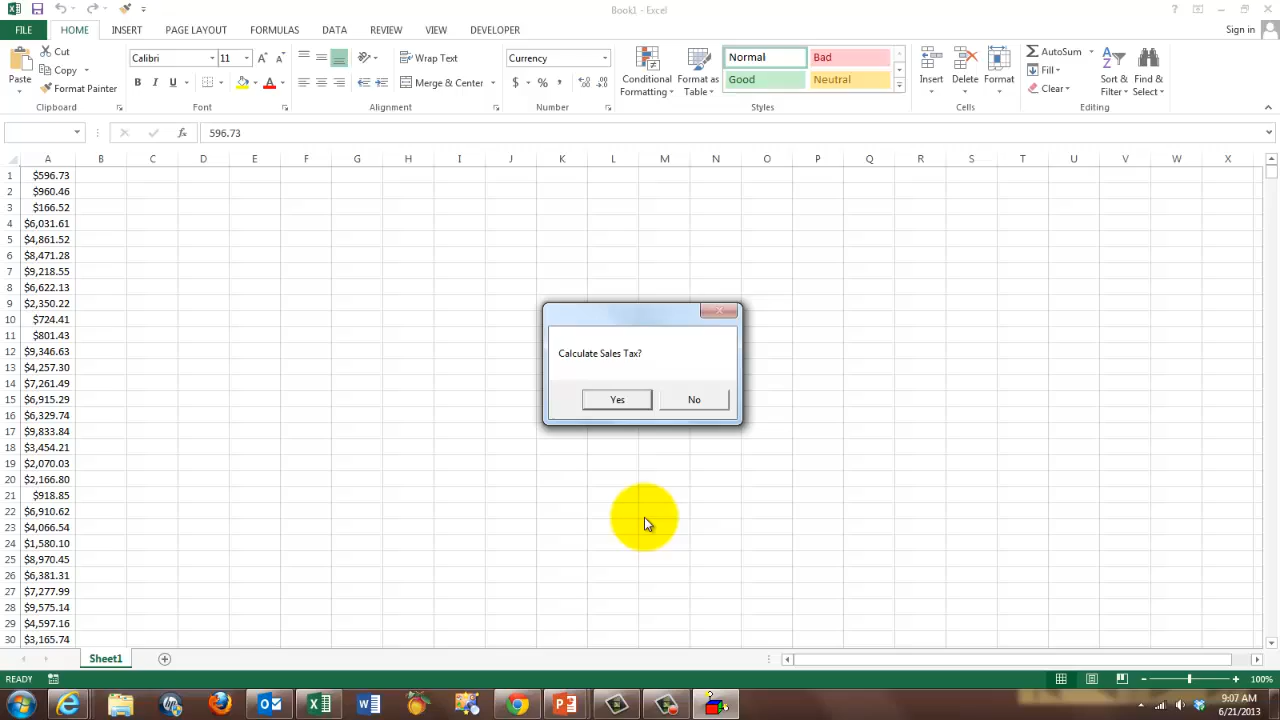 Book1 - Excel
FILE HOME INSERT PAGE LAYOUT FORMULAS DATA REVIEW VIEW DEVELOPER Sign in
Paste Cut Copy Format Painter Clipboard
Calibri 11 B I U A Font
Wrap Text Merge & Center Alignment
Currency $ % , Number
Conditional Formatting Format as Table Normal Bad Good Neutral Styles
Insert Delete Format Cells
AutoSum Fill Clear Sort & Filter Find & Select Editing
fx 596.73
A B C D E F G H I J K L M N O P Q R S T U V W X
1 $596.73
2 $960.46
3 $166.52
4 $6,031.61
5 $4,861.52
6 $8,471.28
7 $9,218.55
8 $6,622.13
9 $2,350.22
10 $724.41
11 $801.43
12 $9,346.63
13 $4,257.30
14 $7,261.49
15 $6,915.29
16 $6,329.74
17 $9,833.84
18 $3,454.21
19 $2,070.03
20 $2,166.80
21 $918.85
22 $6,910.62
23 $4,066.54
24 $1,580.10
25 $8,970.45
26 $6,381.31
27 $7,277.99
28 $9,575.14
29 $4,597.16
30 $3,165.74
Calculate Sales Tax?
Yes No
Sheet1
READY 100%
9:07 AM
6/21/2013